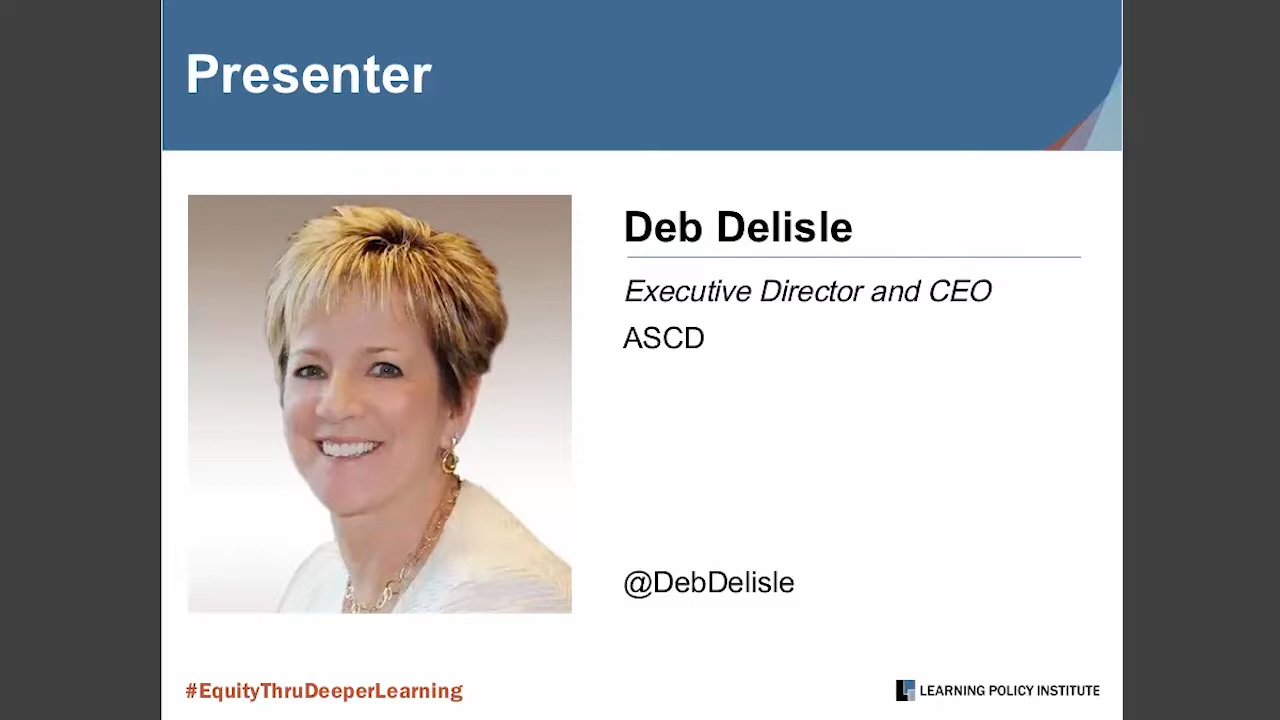 Presenter
Deb Delisle
Executive Director and CEO
ASCD
@DebDelisle
#EquityThruDeeperLearning
LEARNING POLICY INSTITUTE